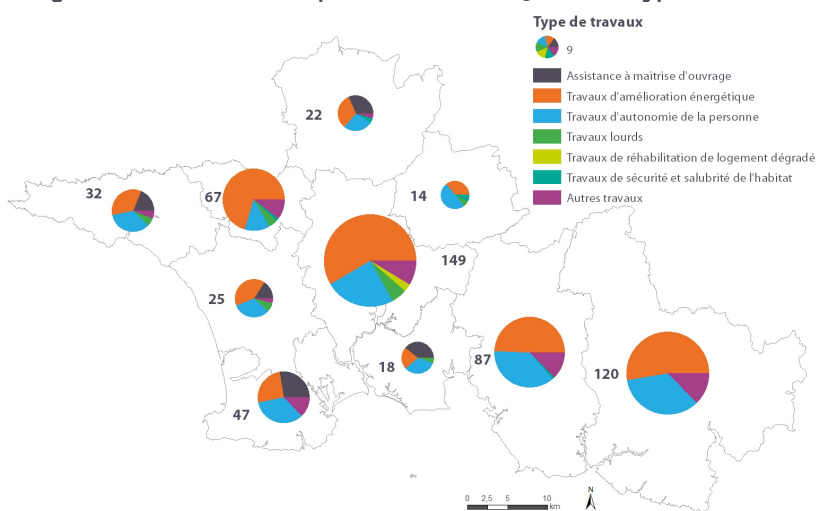 Type de travaux
9
Assistance à maitrise d'ouvrage
Travaux d'amélioration énergétique
Travaux d'autonomie de la personne
Travaux lourds
Travaux de réhabilitation de logement dégradé
Travaux de sécurité et salubrité de l'habitat
Autres travaux
22
32
67
14
149
25
18
87
120
47
0 2,5 5 10
km
N